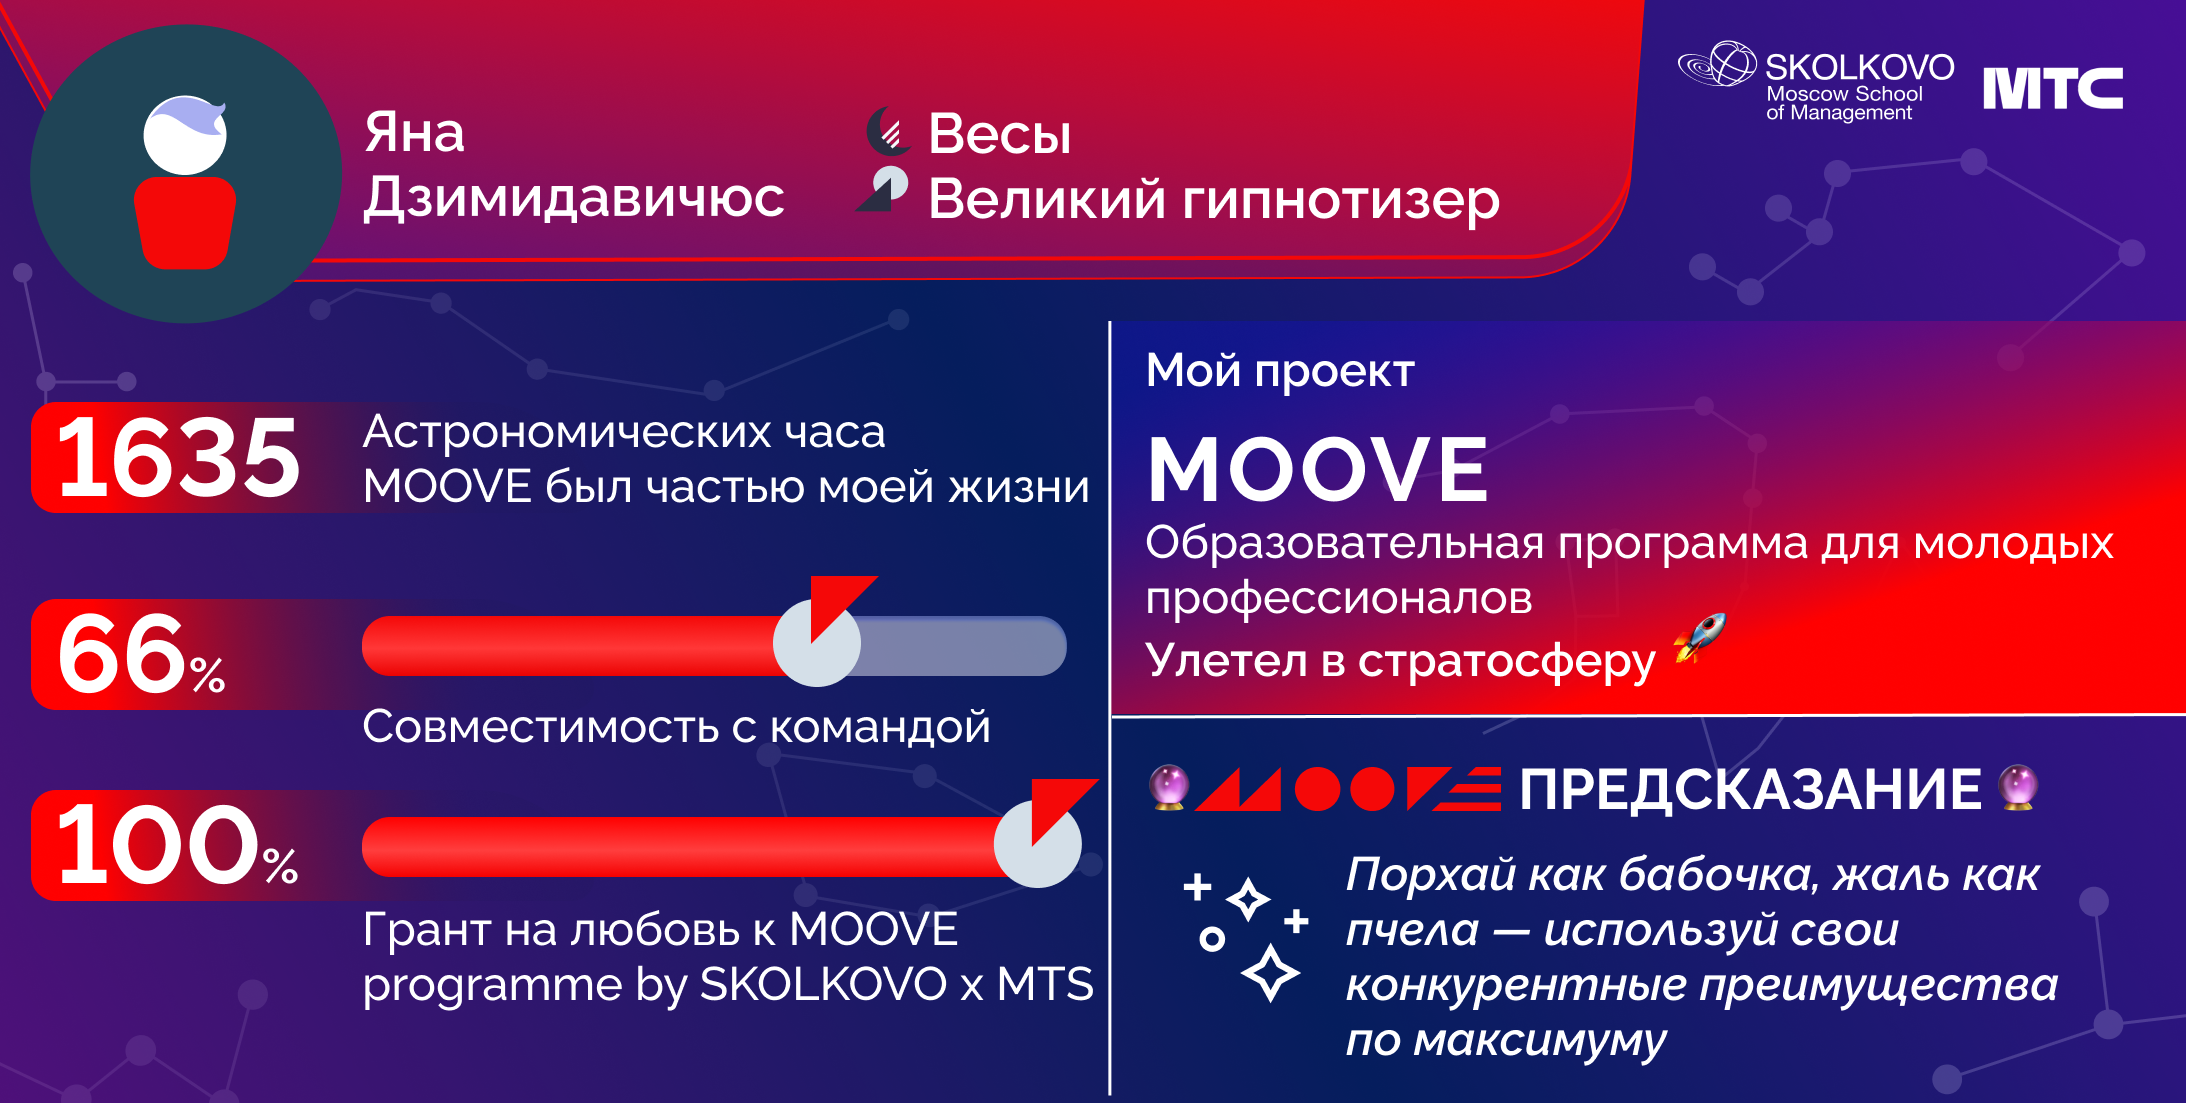 Яна
Дзимидавичюс
Весы
Великий гипнотизер
SKOLKOVO
Moscow School
of Management
МТС
1635
Астрономических часа
MOOVE был частью моей жизни
66%
Совместимость с командой
100%
Грант на любовь к MOOVE
programme by SKOLKOVO x MTS
Мой проект
MOOVE
Образовательная программа для молодых
профессионалов
Улетел в стратосферу
MOOVE ПРЕДСКАЗАНИЕ
Порхай как бабочка, жаль как
пчела — используй свои
конкурентные преимущества
по максимуму